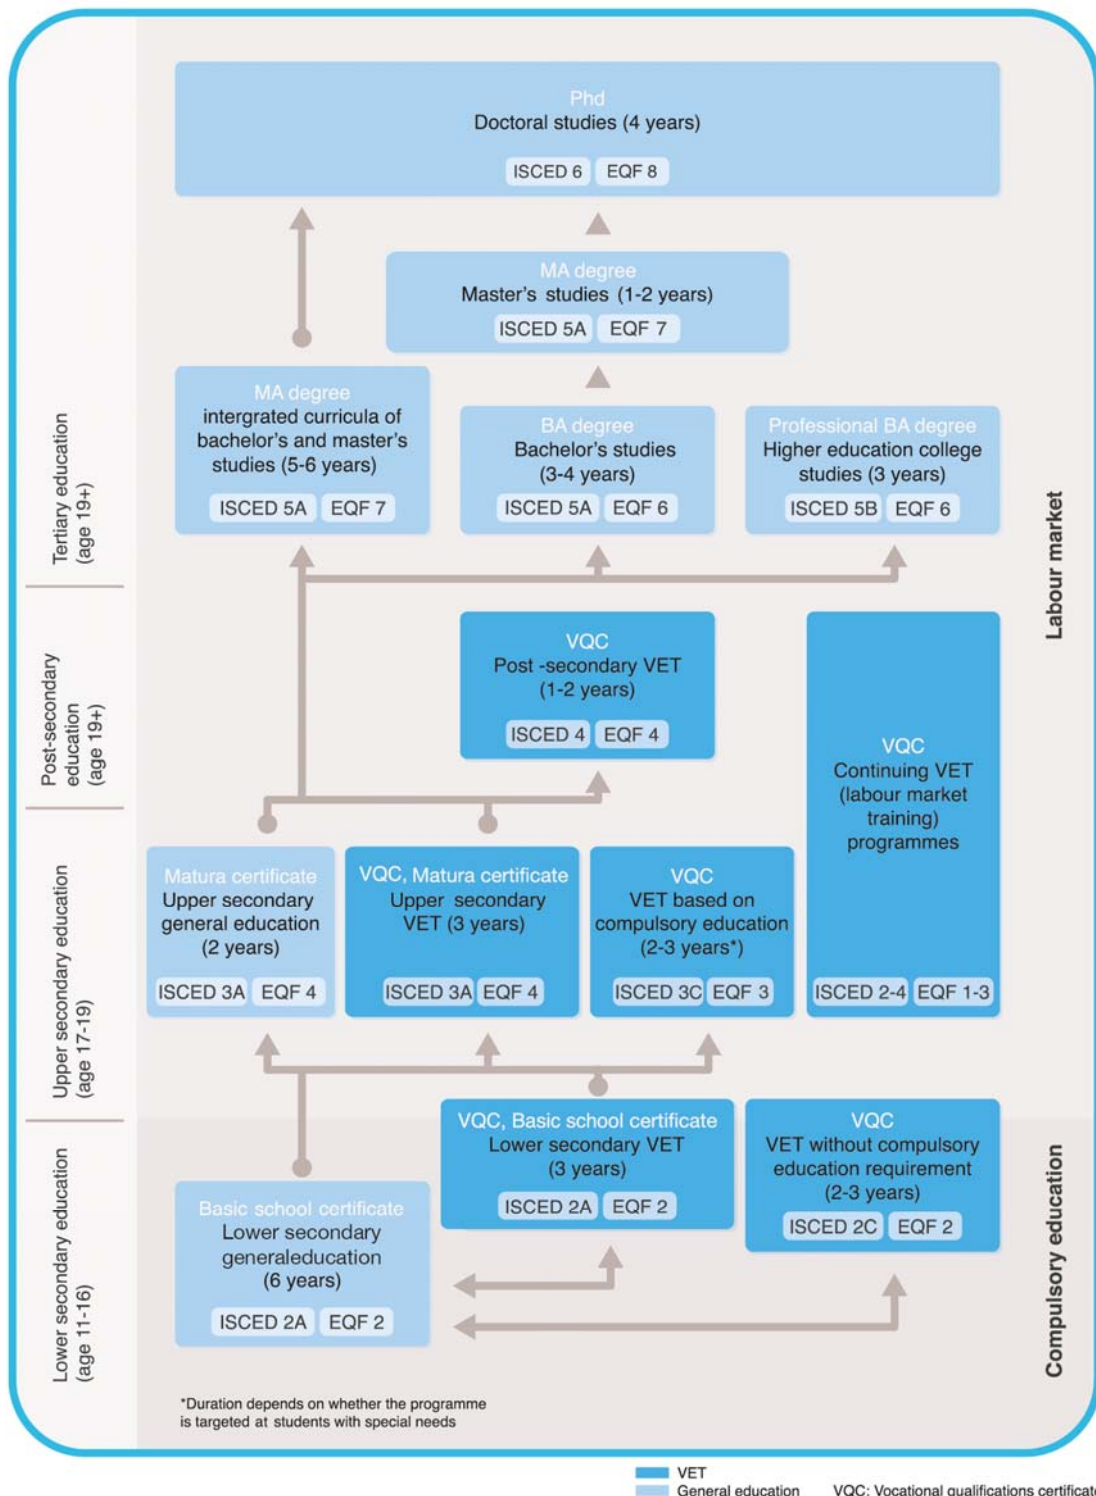 Phd
Doctoral studies (4 years)
ISCED 6 EQF 8
MA degree
Master's studies (1-2 years)
ISCED 5A EQF 7
MA degree
intergrated curricula of
bachelor's and master's
studies (5-6 years)
ISCED 5A EQF 7
BA degree
Bachelor's studies
(3-4 years)
ISCED 5A EQF 6
Professional BA degree
Higher education college
studies (3 years)
ISCED 5B EQF 6
Tertiary education
(age 19+)
Labour market
Post-secondary
education
(age 19+)
VQC
Post -secondary VET
(1-2 years)
ISCED 4 EQF 4
VQC
Continuing VET
(labour market
training)
programmes
ISCED 2-4 EQF 1-3
Upper secondary education
(age 17-19)
Matura certificate
Upper secondary
general education
(2 years)
ISCED 3A EQF 4
VQC, Matura certificate
Upper secondary
VET (3 years)
ISCED 3A EQF 4
VQC
VET based on
compulsory education
(2-3 years*)
ISCED 3C EQF 3
Lower secondary education
(age 11-16)
Basic school certificate
Lower secondary
generaleducation
(6 years)
ISCED 2A EQF 2
VQC, Basic school certificate
Lower secondary VET
(3 years)
ISCED 2A EQF 2
VQC
VET without compulsory
education requirement
(2-3 years)
ISCED 2C EQF 2
Compulsory education
*Duration depends on whether the programme
is targeted at students with special needs
VET
General education VQC: Vocational qualifications certificate